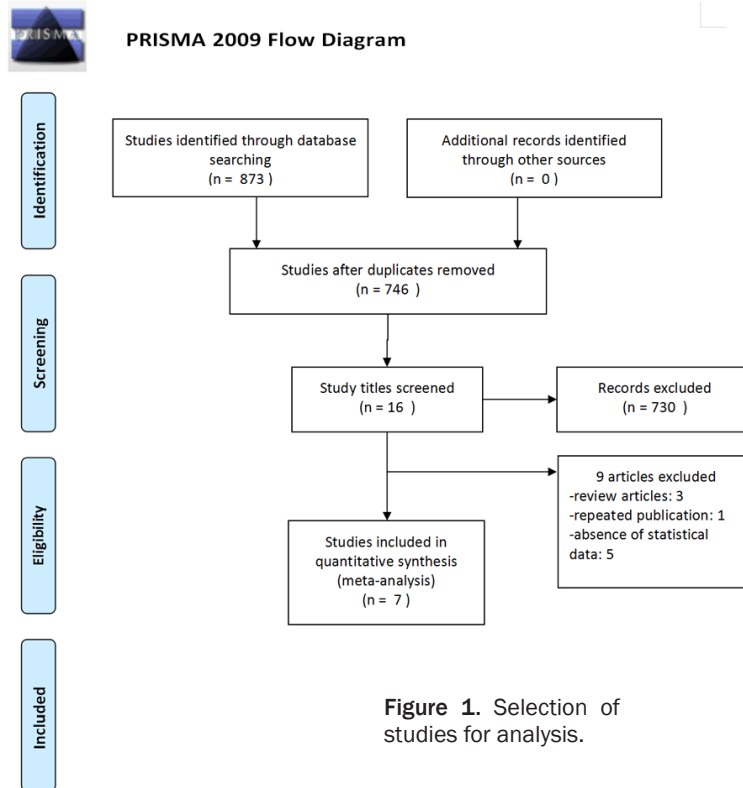 PRISMA
PRISMA 2009 Flow Diagram
Identification
Studies identified through database
searching
(n = 873 )
Additional records identified
through other sources
(n = 0 )
Studies after duplicates removed
(n = 746 )
Screening
Study titles screened
(n = 16 )
Records excluded
(n = 730 )
Eligibility
9 articles excluded
-review articles: 3
-repeated publication: 1
-absence of statistical
data: 5
Studies included in
quantitative synthesis
(meta-analysis)
(n = 7 )
Included
Figure 1. Selection of
studies for analysis.